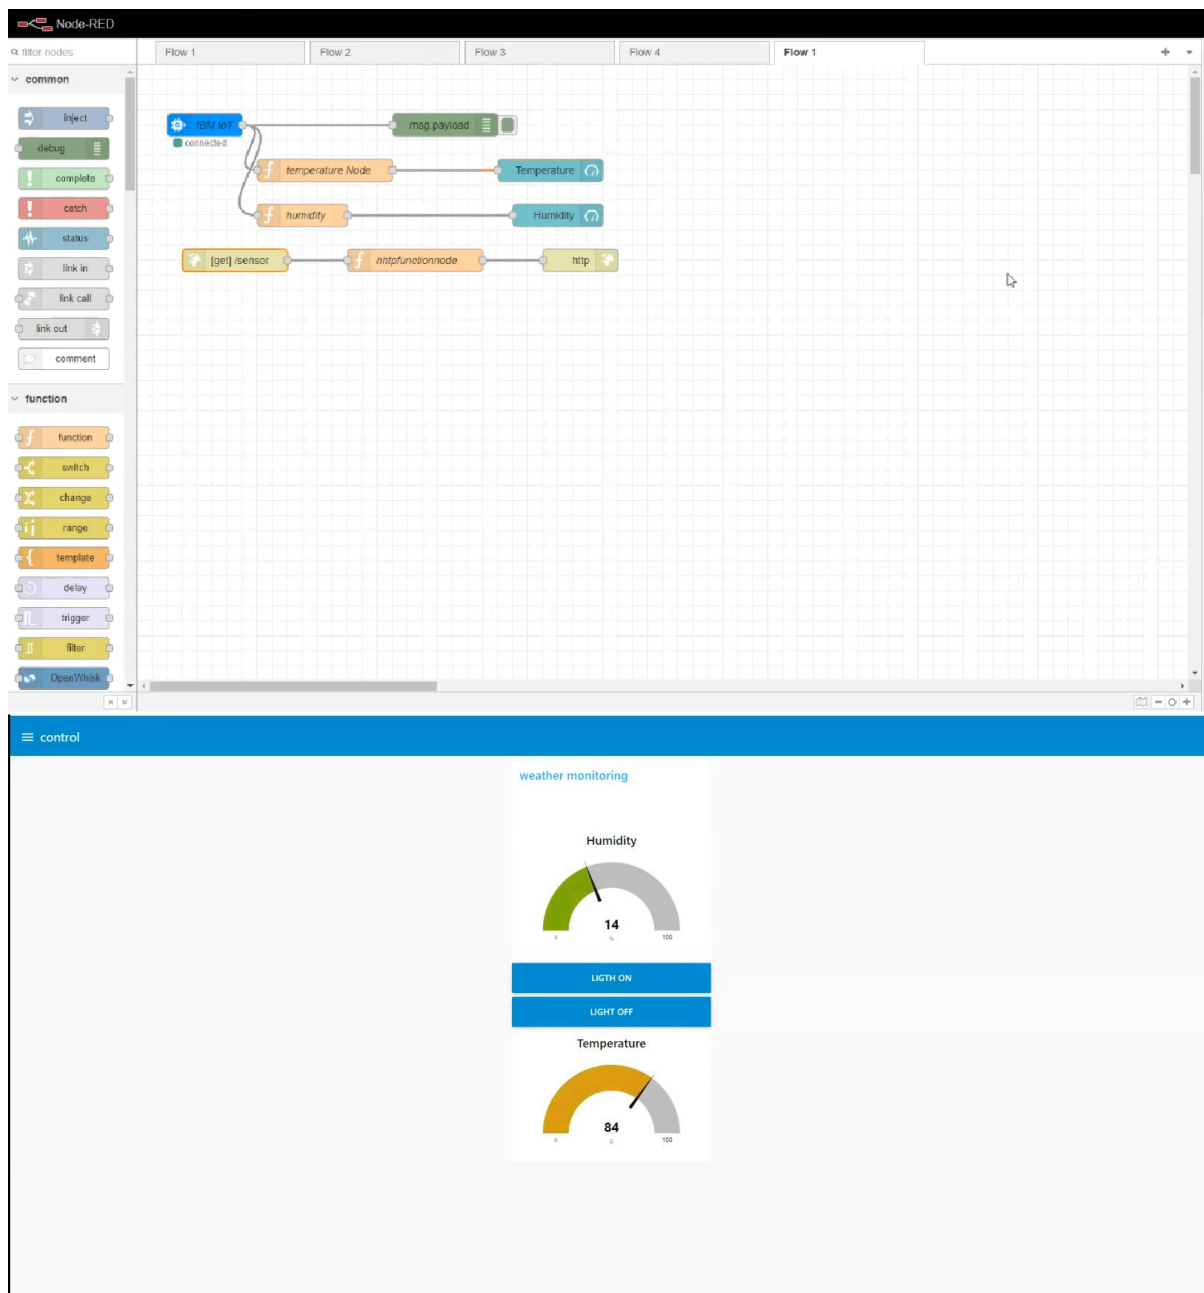 Node-RED
filter nodes
Flow 1
Flow 2
Flow 3
Flow 4
Flow 1
common
inject
debug
complete
catch
status
link in
link call
link out
comment
function
function
switch
change
range
template
delay
trigger
filter
OpenWhisk
IBM IoT
connected
msg.payload
temperature Node
Temperature
humidity
Humidity
[get] /sensor
hhtpfunctionnode
http
control
weather monitoring
Humidity
14
0
%
100
LIGTH ON
LIGHT OFF
Temperature
84
0
C
100